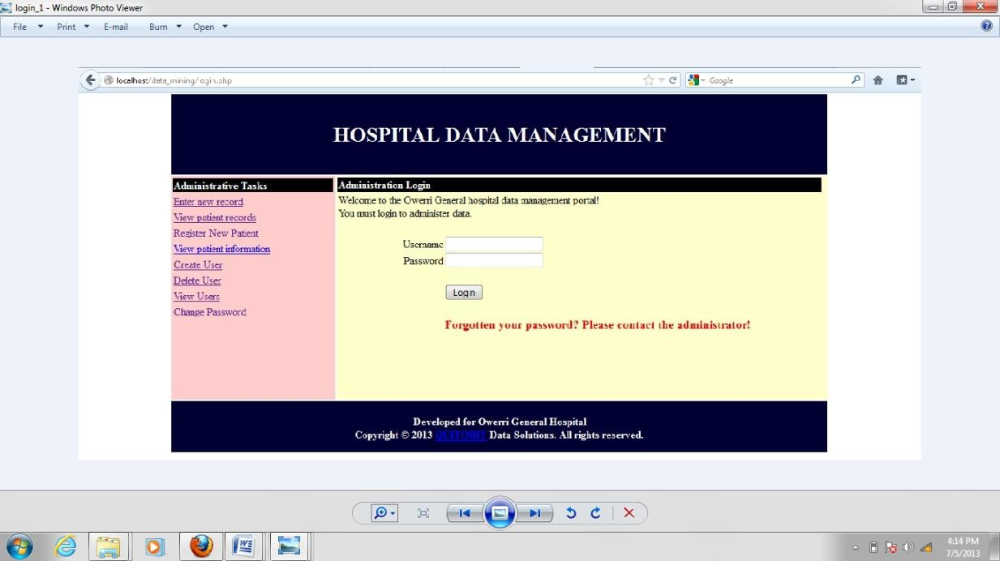 login_1 - Windows Photo Viewer
File Print E-mail Burn Open
localhost/data_mining/login.php
Google
HOSPITAL DATA MANAGEMENT
Administrative Tasks
Enter new record
View patient records
Register New Patient
View patient information
Create User
Delete User
View Users
Change Password
Administration Login
Welcome to the Owerri General hospital data management portal!
You must login to administer data.
Username
Password
Login
Forgotten your password? Please contact the administrator!
Developed for Owerri General Hospital
Copyright © 2013 QUITOBIT Data Solutions. All rights reserved.
4:14 PM
7/5/2013